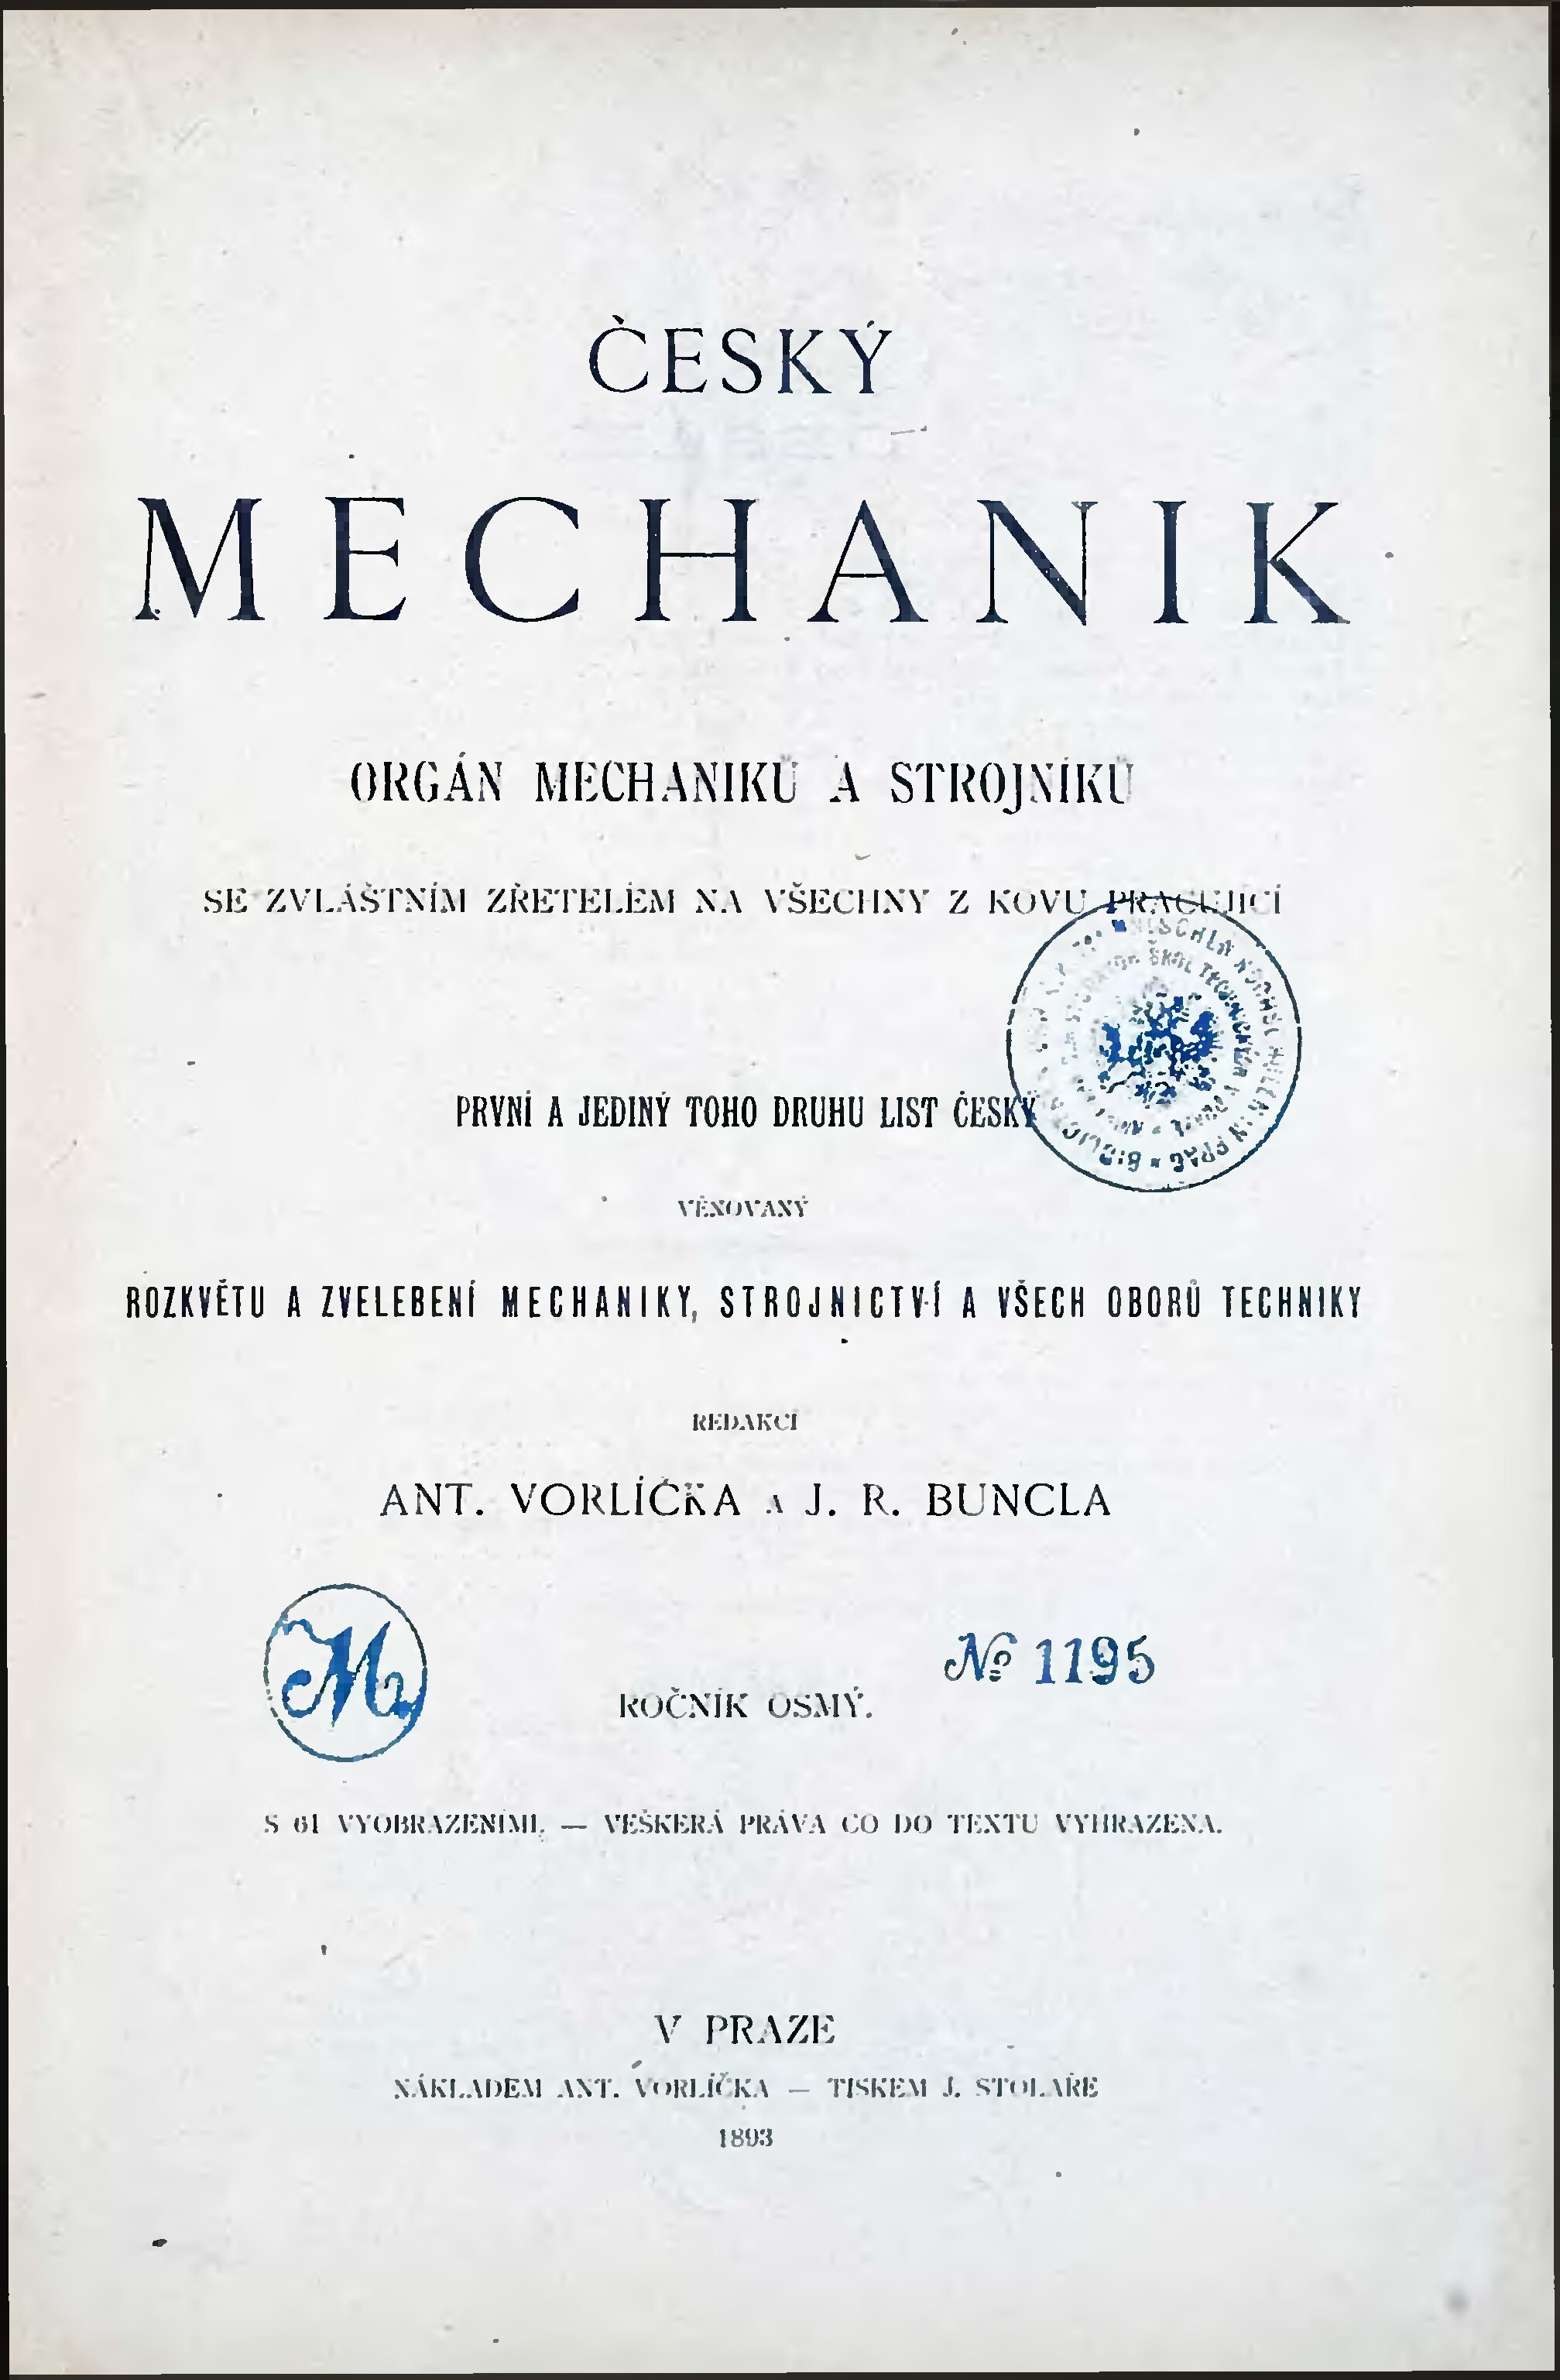 ČESKÝ
MECHANIK
ORGÁN MECHANIKŮ A STROJNÍKŮ
SE ZVLÁŠTNÍM ZŘETELEM NA VŠECHNY Z KOVU PRACUJÍCÍ
PRVNÍ A JEDINÝ TOHO DRUHU LIST ČESKÝ
VĚNOVANÝ
ROZKVĚTU A ZVELEBENÍ MECHANIKY, STROJNICTVÍ A VŠECH OBORŮ TECHNIKY
REDAKCÍ
ANT. VORLÍČKA A J. R. BUNCLA
M
№ 1195
ROČNÍK OSMÝ.
S 61 VYOBRAZENÍMI. — VEŠKERÁ PRÁVA CO DO TEXTU VYHRAZENA.
V PRAZE
NÁKLADEM ANT. VORLÍČKA — TISKEM J. STOLAŘE
1893